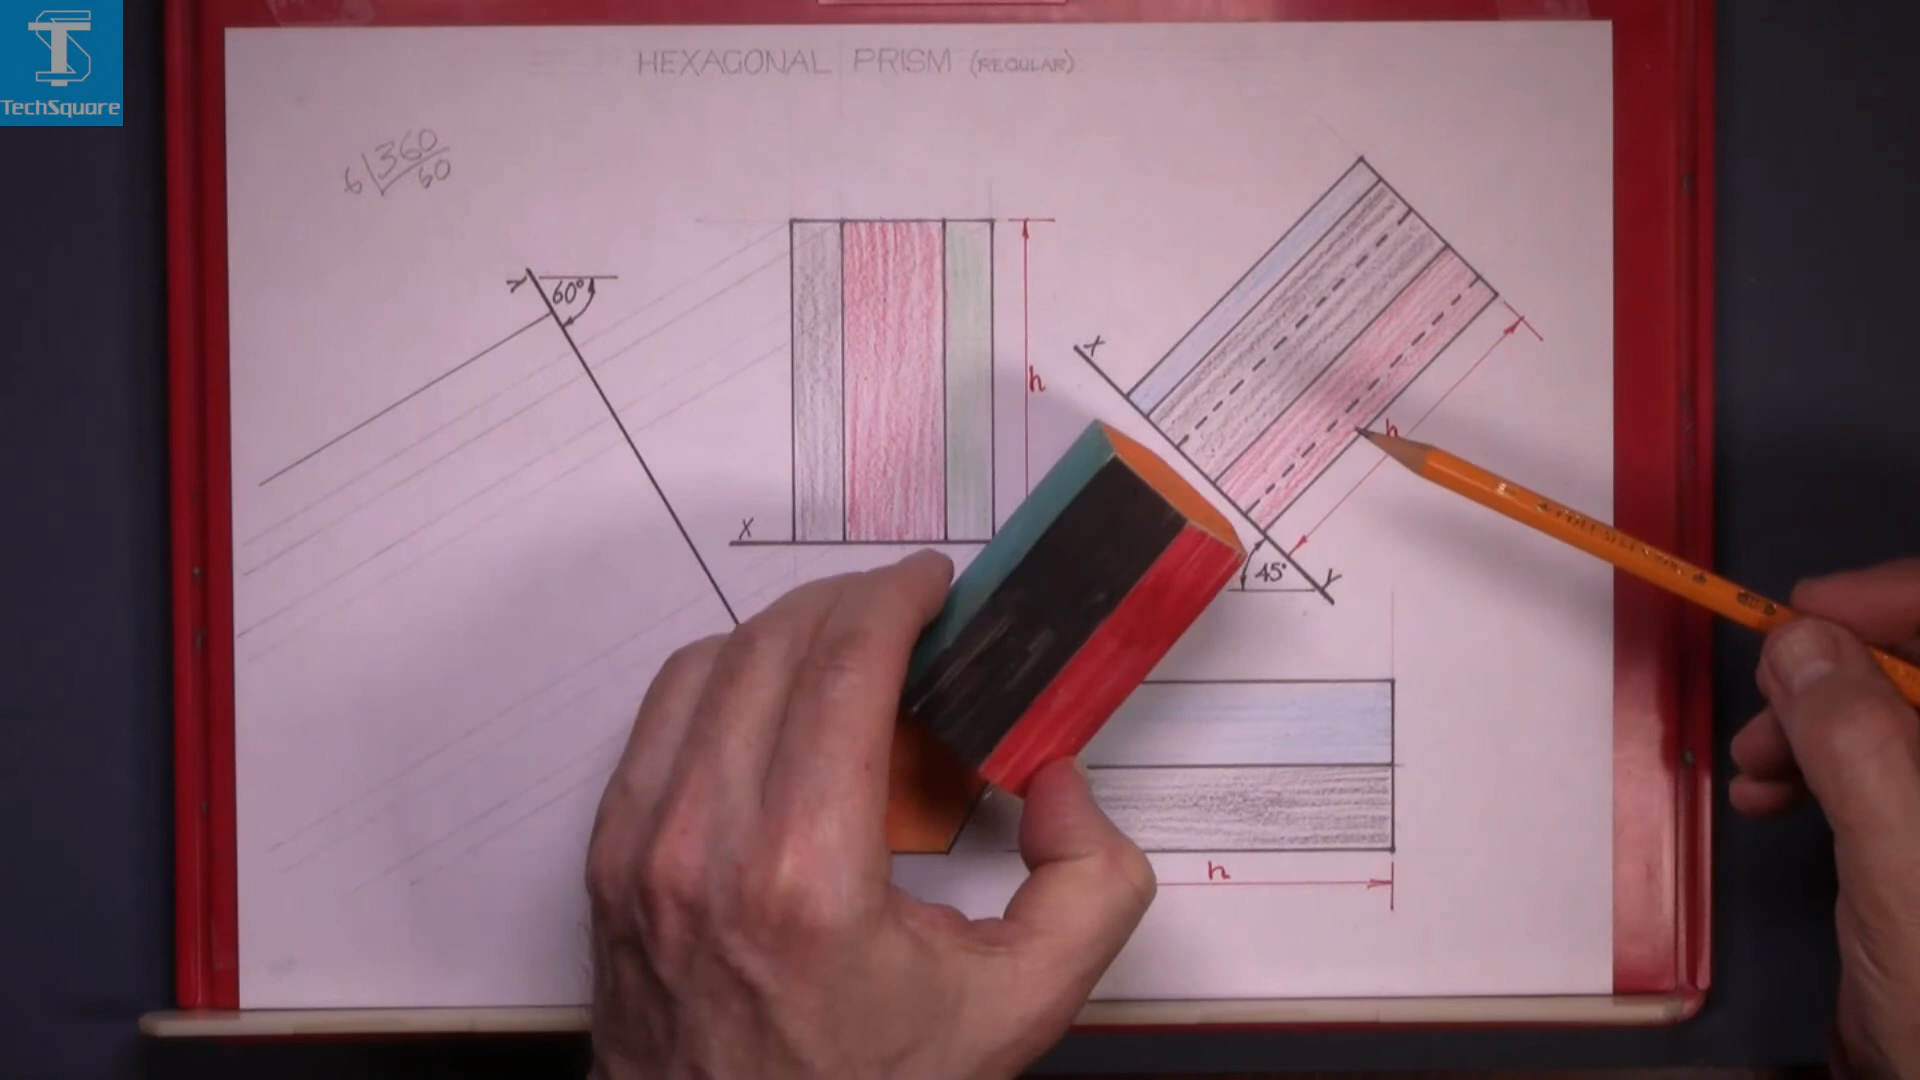 TechSquare
HEXAGONAL PRISM (REGULAR)
6 360
60
60°
h
X
X
Y
45°
h
h